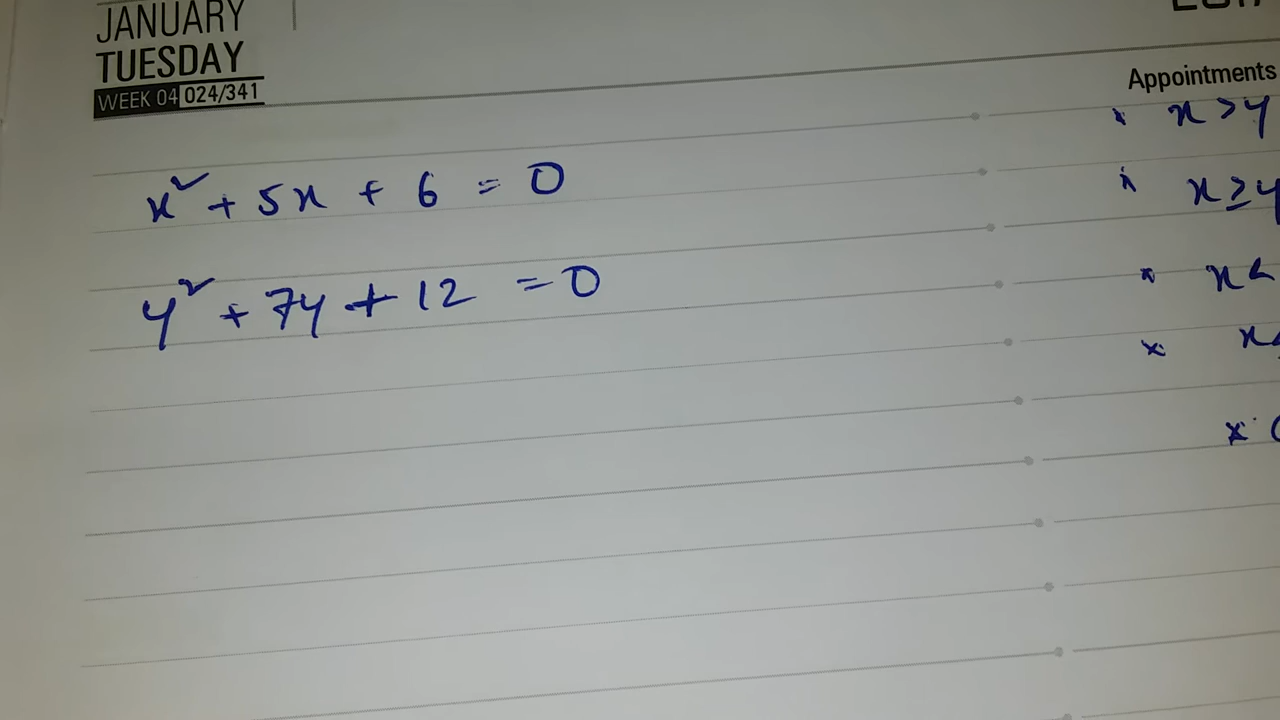 JANUARY
TUESDAY
WEEK 04 024/341
Appointments
x² + 5x + 6 = 0
y² + 7y + 12 = 0
* x > y
* x ≥ y
* x <
* x
*